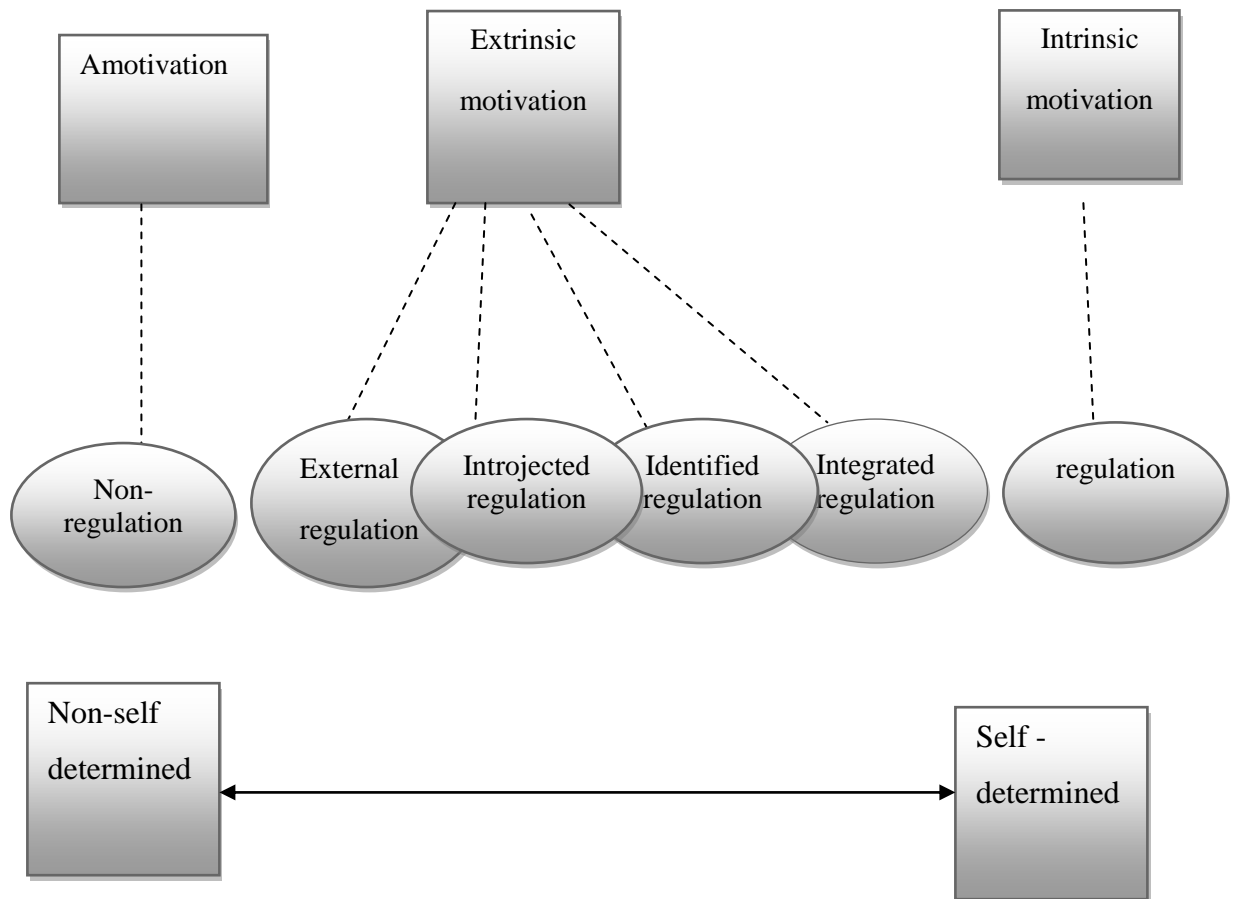 Amotivation
Extrinsic
motivation
Intrinsic
motivation
Non-
regulation
External
regulation
Introjected
regulation
Identified
regulation
Integrated
regulation
regulation
Non-self
determined
Self -
determined